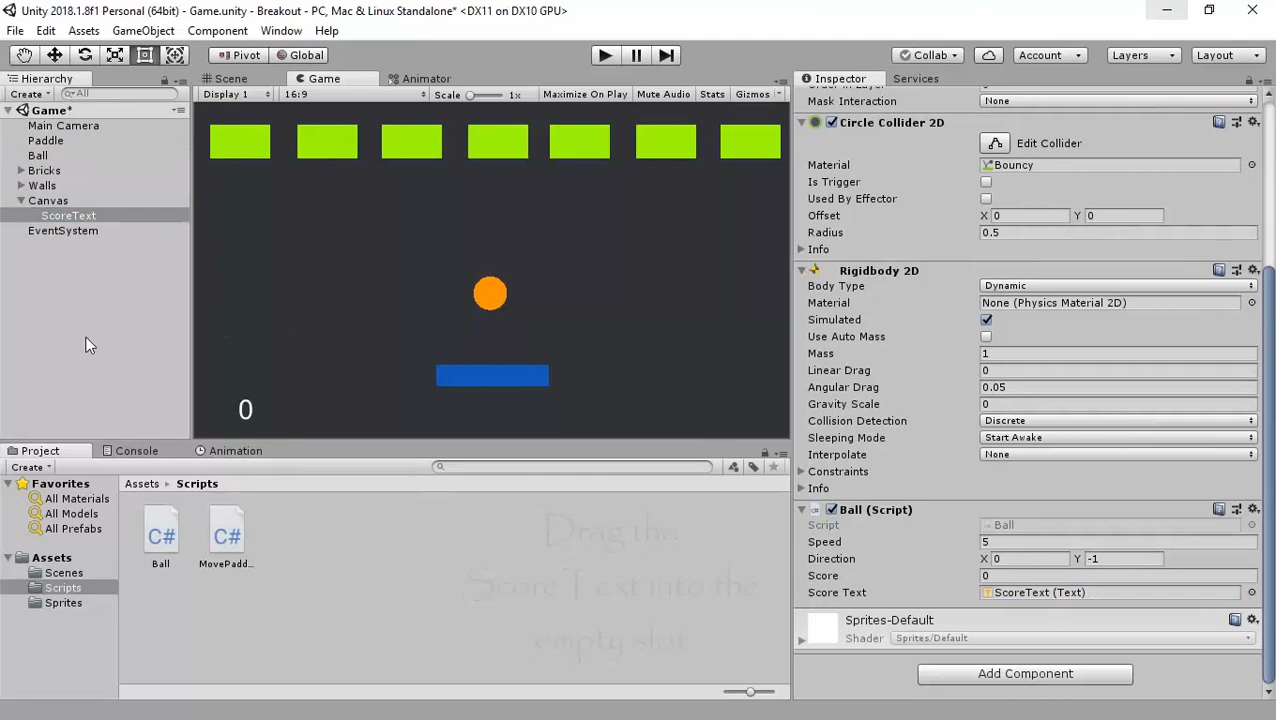 Unity 2018.1.8f1 Personal (64bit) - Game.unity - Breakout - PC, Mac & Linux Standalone* <DX11 on DX10 GPU>
File Edit Assets GameObject Component Window Help
Pivot Global Collab Account Layers Layout
Hierarchy Scene Game Animator Inspector Services
Create All Display 1 16:9 Scale 1x Maximize On Play Mute Audio Stats Gizmos
Game*
Main Camera
Paddle
Ball
Bricks
Walls
Canvas
ScoreText
EventSystem
0
Mask Interaction None
Circle Collider 2D
Edit Collider
Material Bouncy
Is Trigger
Used By Effector
Offset X 0 Y 0
Radius 0.5
Info
Rigidbody 2D
Body Type Dynamic
Material None (Physics Material 2D)
Simulated
Use Auto Mass
Mass 1
Linear Drag 0
Angular Drag 0.05
Gravity Scale 0
Collision Detection Discrete
Sleeping Mode Start Awake
Interpolate None
Constraints
Info
Ball (Script)
Script Ball
Speed 5
Direction X 0 Y -1
Score 0
Score Text ScoreText (Text)
Sprites-Default
Shader Sprites/Default
Add Component
Project Console Animation
Create
Favorites
All Materials
All Models
All Prefabs
Assets
Scenes
Scripts
Sprites
Assets Scripts
C# C#
Ball MovePadd...
Drag the
Score Text into the
empty slot